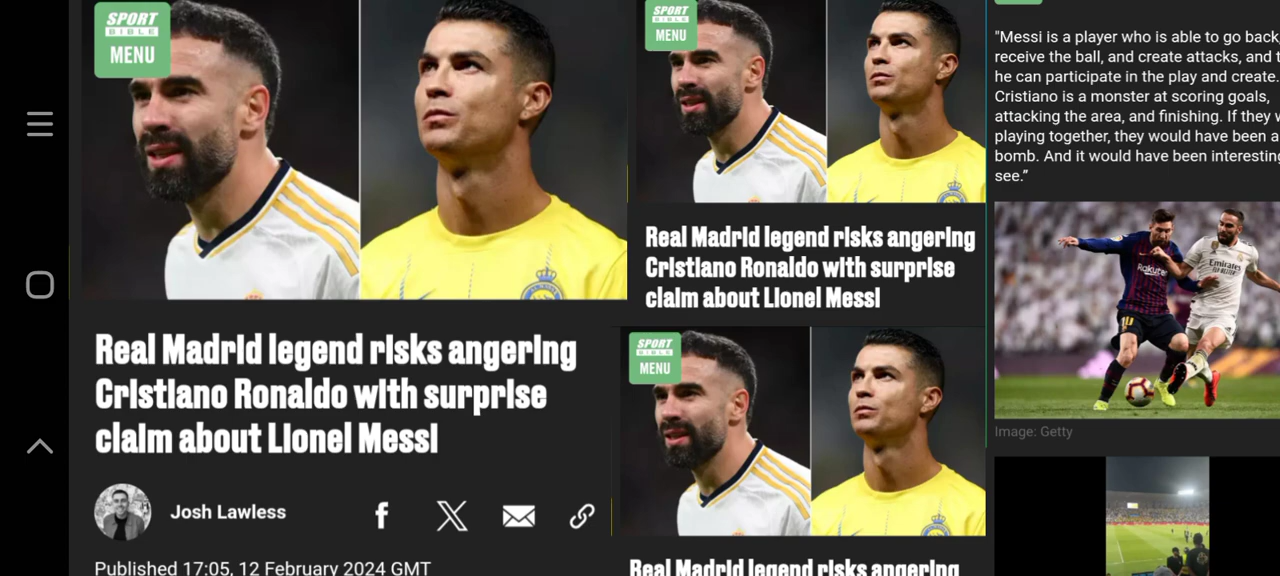 SPORT
BIBLE
MENU
Real Madrid legend risks angering
Cristiano Ronaldo with surprise
claim about Lionel Messi
Josh Lawless
Published 17:05, 12 February 2024 GMT
SPORT
BIBLE
MENU
Real Madrid legend risks angering
Cristiano Ronaldo with surprise
claim about Lionel Messi
SPORT
BIBLE
MENU
Real Madrid legend risks angering
"Messi is a player who is able to go back
receive the ball, and create attacks, and
he can participate in the play and create.
Cristiano is a monster at scoring goals,
attacking the area, and finishing. If they
playing together, they would have been a
bomb. And it would have been interesting
see.”
Rakuten
10
Emirates
FLY BETTER
Image: Getty